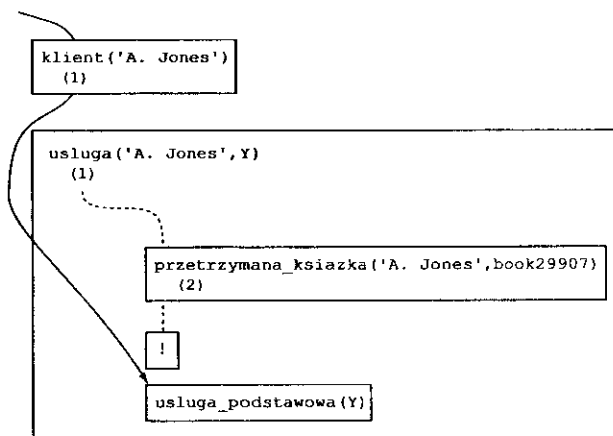 klient('A. Jones')
(1)
usluga('A. Jones',Y)
(1)
przetrzymana_ksiazka('A. Jones',book29907)
(2)
!
usluga_podstawowa(Y)